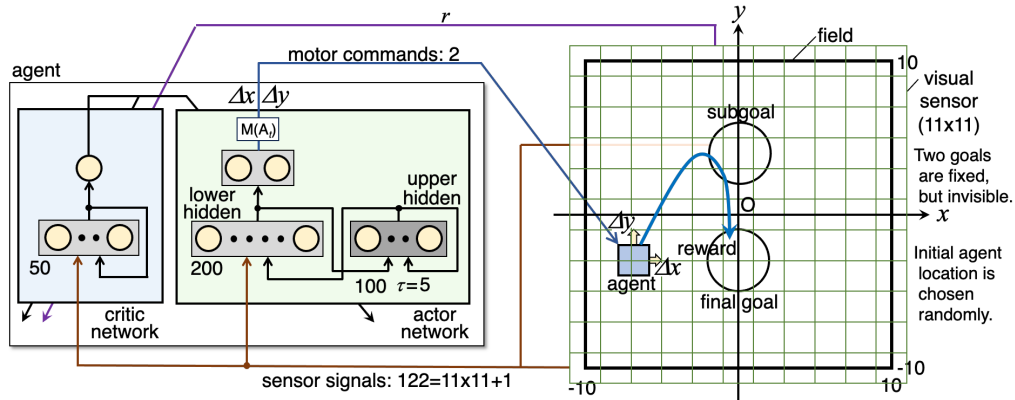 r
motor commands: 2
agent
Δx Δy
M(Aₜ)
lower
hidden
upper
hidden
50
200
100 τ=5
critic
network
actor
network
sensor signals: 122=11x11+1
y
field
10
visual
sensor
(11x11)
subgoal
Two goals
are fixed,
but invisible.
O
x
Δy
reward
Δx
agent
final goal
Initial agent
location is
chosen
randomly.
-10
-10
10